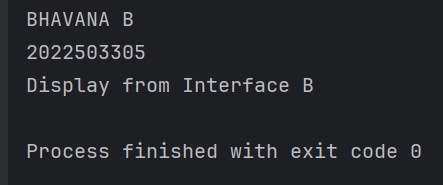 BHAVANA B
2022503305
Display from Interface B
Process finished with exit code 0